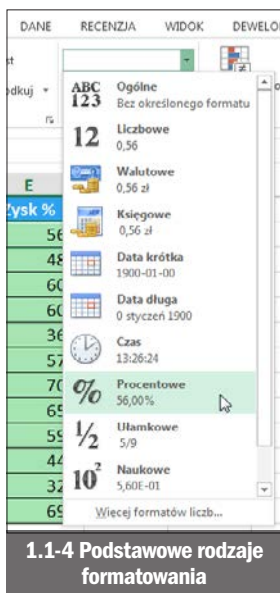 DANE RECENZJA WIDOK DEWELO
ABC
123
Ogólne
Bez określonego formatu
12
Liczbowe
0,56
Walutowe
0,56 zł
Księgowe
0,56 zł
Data krótka
1900-01-00
Data długa
0 styczeń 1900
Czas
13:26:24
%
Procentowe
56,00%
½
Ułamkowe
5/9
10²
Naukowe
5,60E-01
Więcej formatów liczb...
E
Zysk %
56
48
60
60
36
57
70
65
59
44
32
69
1.1-4 Podstawowe rodzaje
formatowania